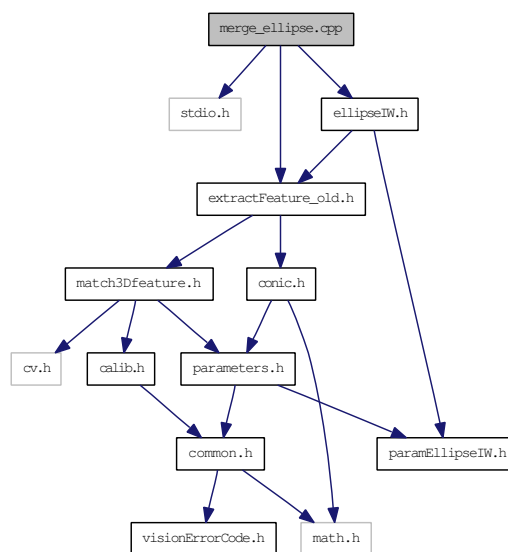 merge_ellipse.cpp
stdio.h
ellipseIW.h
extractFeature_old.h
match3Dfeature.h
conic.h
cv.h
calib.h
parameters.h
common.h
paramEllipseIW.h
visionErrorCode.h
math.h